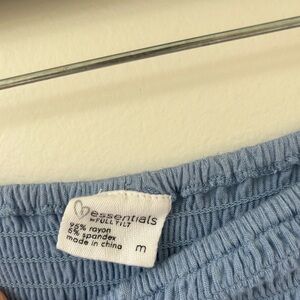 essentials
by FULL TILT
95% rayon
5% spandex
made in china
m